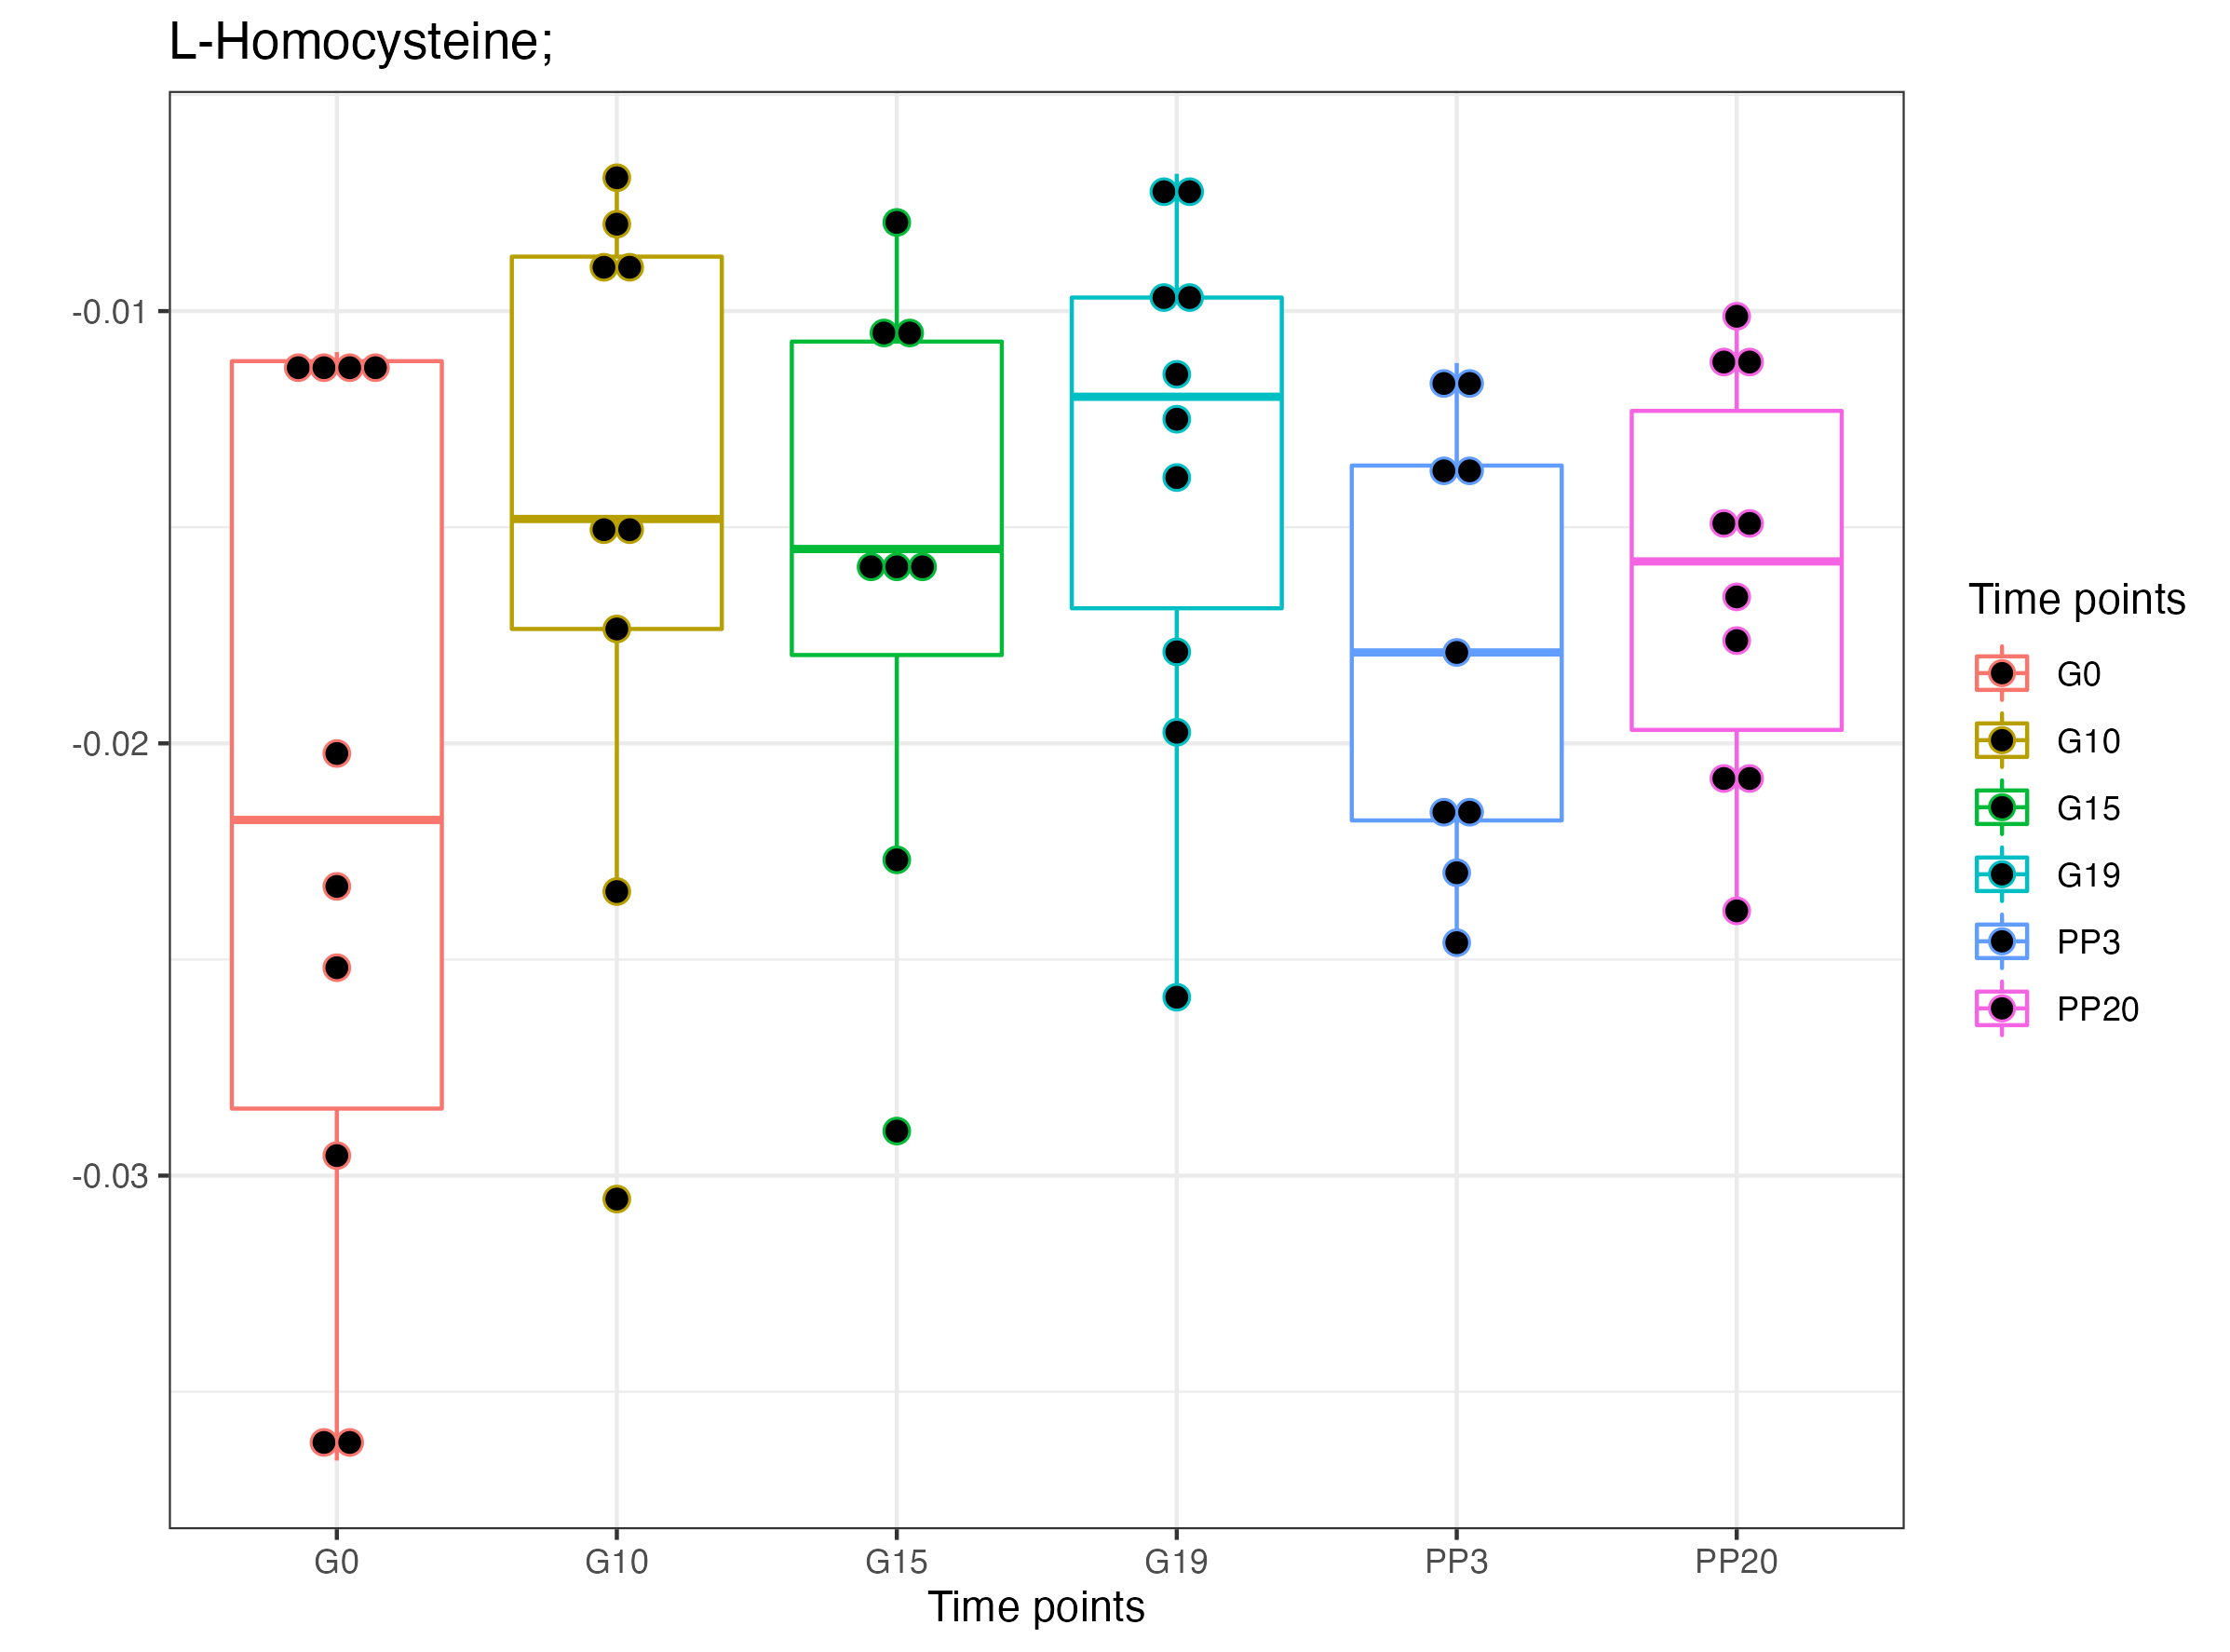 L-Homocysteine;
-0.01
-0.02
-0.03
G0 G10 G15 G19 PP3 PP20
Time points
Time points
G0
G10
G15
G19
PP3
PP20